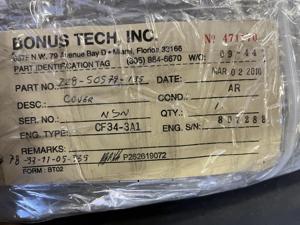 BONUS TECH, INC. Nº
N.W. 79 Avenue Bay D • Miami, Florida 33166
PART IDENTIFICATION TAG (305) 884-6670 W/O:
PART NO. DATE: MAR 02 2010
DESC.: COVER COND.: AR
SER. NO. NSN QTY.: 1
ENG. TYPE: CF34-3A1 ENG. S/N: 807288
REMARKS:
P262619072
FORM: BT02